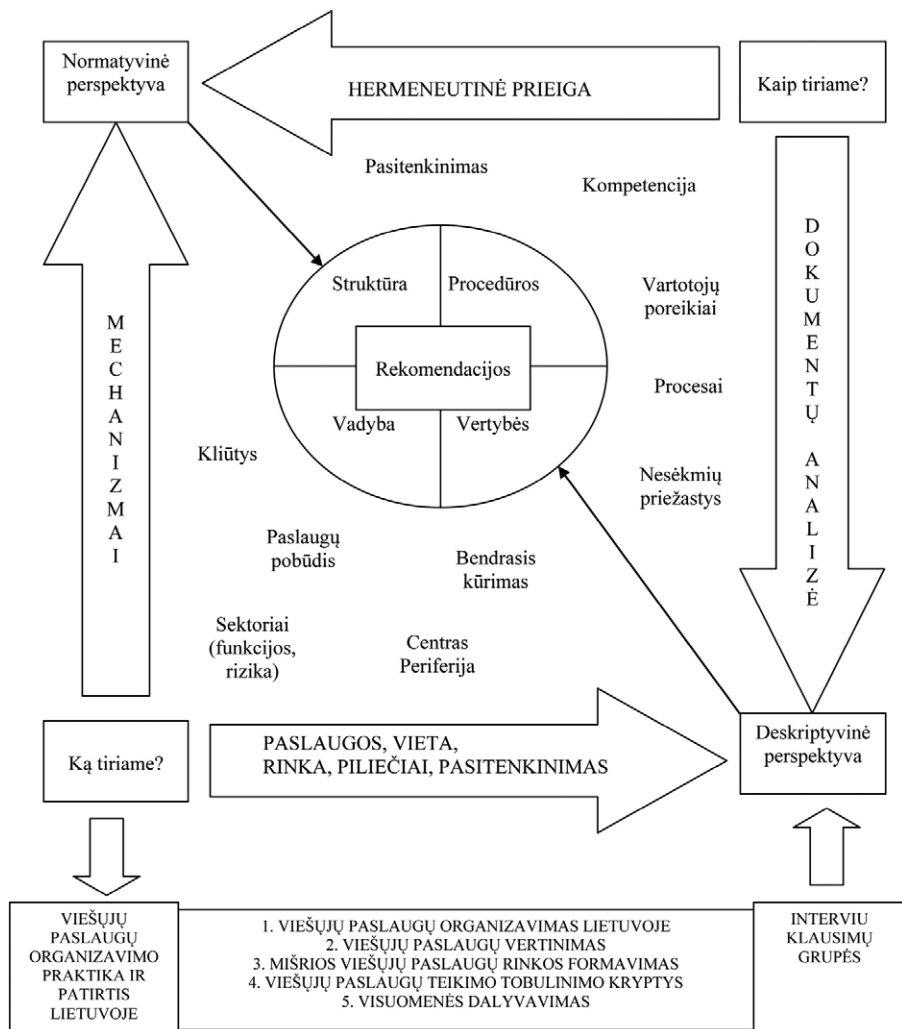 Normatyvinė
perspektyva
HERMENEUTINĖ PRIEIGA
Kaip tiriame?
Pasitenkinimas
Kompetencija
Struktūra
Procedūros
Rekomendacijos
Vadyba
Vertybės
Vartotojų
poreikiai
Procesai
Nesėkmių
priežastys
Kliūtys
Paslaugų
pobūdis
Bendrasis
kūrimas
Sektoriai
(funkcijos,
rizika)
Centras
Periferija
MECHANIZMAI
DOKUMENTŲ ANALIZĖ
Ką tiriame?
PASLAUGOS, VIETA,
RINKA, PILIEČIAI, PASITENKINIMAS
Deskriptyvinė
perspektyva
VIEŠŲJŲ
PASLAUGŲ
ORGANIZAVIMO
PRAKTIKA IR
PATIRTIS
LIETUVOJE
1. VIEŠŲJŲ PASLAUGŲ ORGANIZAVIMAS LIETUVOJE
2. VIEŠŲJŲ PASLAUGŲ VERTINIMAS
3. MIŠRIOS VIEŠŲJŲ PASLAUGŲ RINKOS FORMAVIMAS
4. VIEŠŲJŲ PASLAUGŲ TEIKIMO TOBULINIMO KRYPTYS
5. VISUOMENĖS DALYVAVIMAS
INTERVIU
KLAUSIMŲ
GRUPĖS